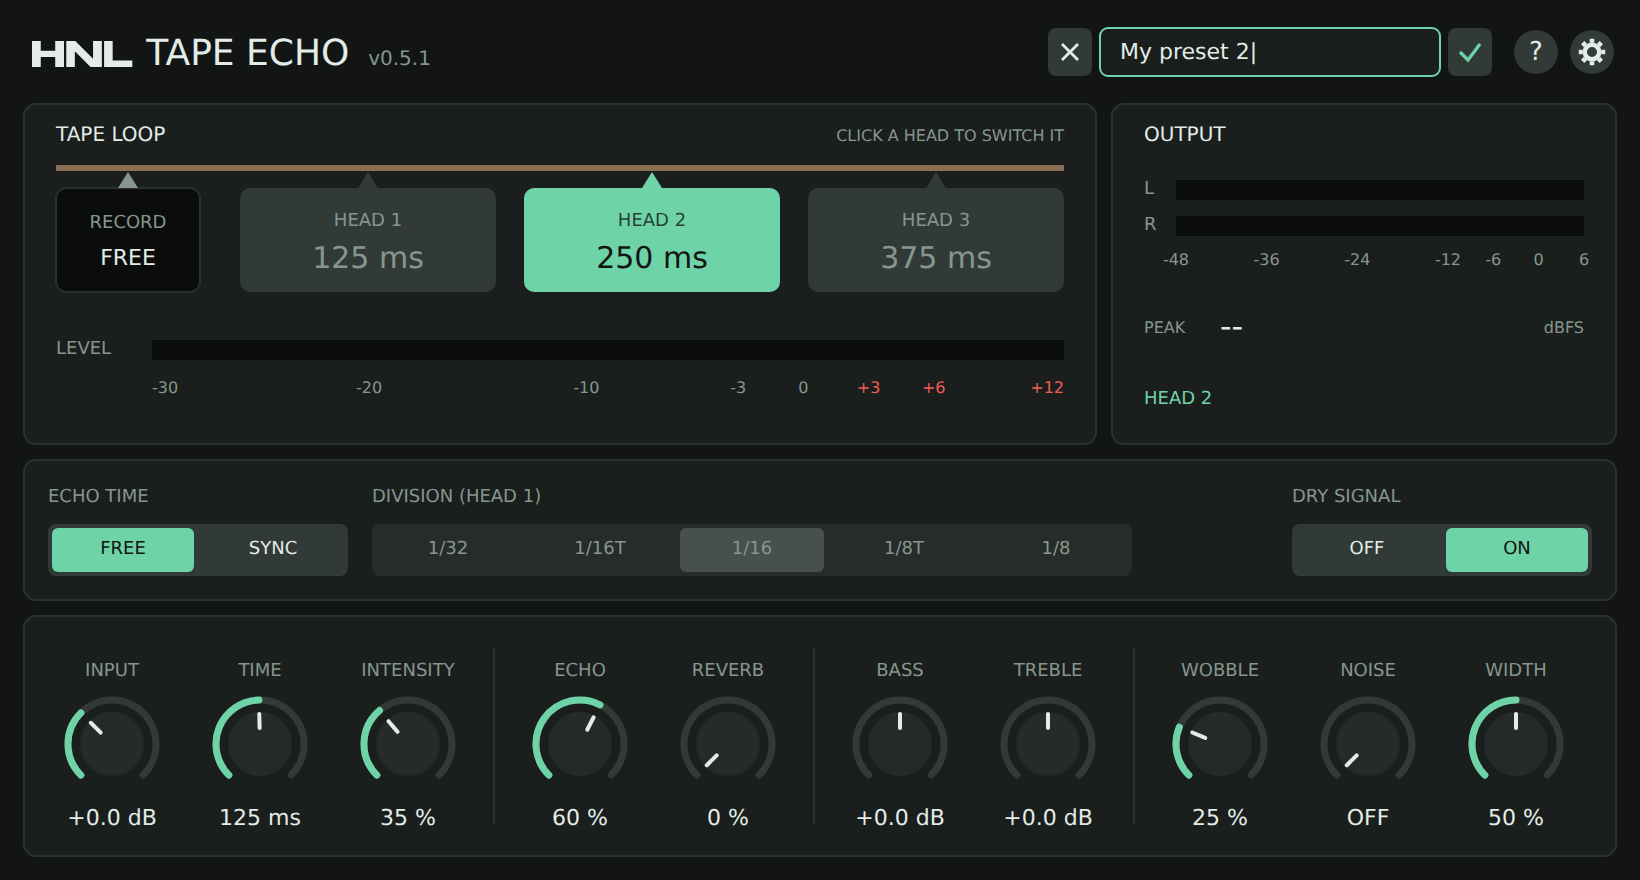 HNL TAPE ECHO v0.5.1
My preset 2
?
TAPE LOOP
CLICK A HEAD TO SWITCH IT
RECORD
FREE
HEAD 1
125 ms
HEAD 2
250 ms
HEAD 3
375 ms
LEVEL
-30 -20 -10 -3 0 +3 +6 +12
OUTPUT
L
R
-48 -36 -24 -12 -6 0 6
PEAK -- dBFS
HEAD 2
ECHO TIME
FREE SYNC
DIVISION (HEAD 1)
1/32 1/16T 1/16 1/8T 1/8
DRY SIGNAL
OFF ON
INPUT TIME INTENSITY ECHO REVERB BASS TREBLE WOBBLE NOISE WIDTH
+0.0 dB 125 ms 35 % 60 % 0 % +0.0 dB +0.0 dB 25 % OFF 50 %